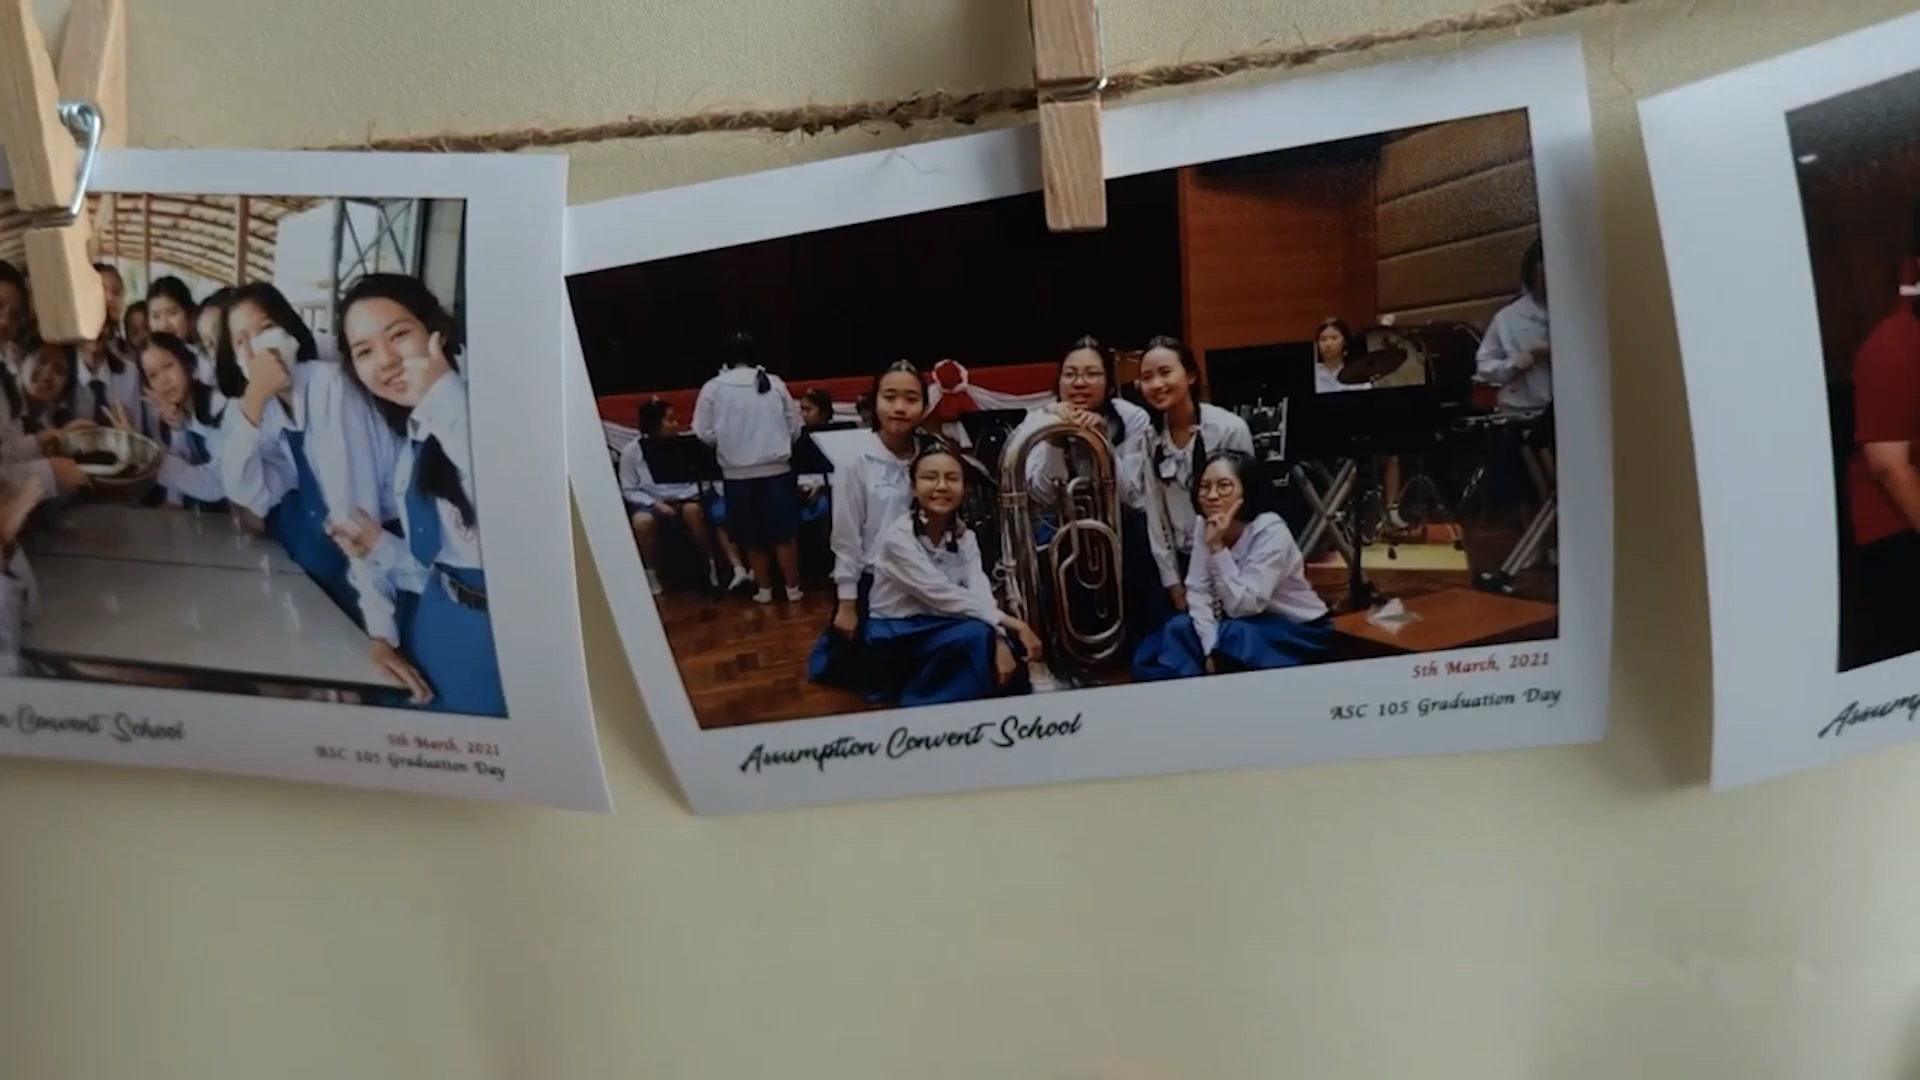 n Convent School
5th March, 2021
ASC 105 Graduation Day
Assumption Convent School
5th March, 2021
ASC 105 Graduation Day
Assump